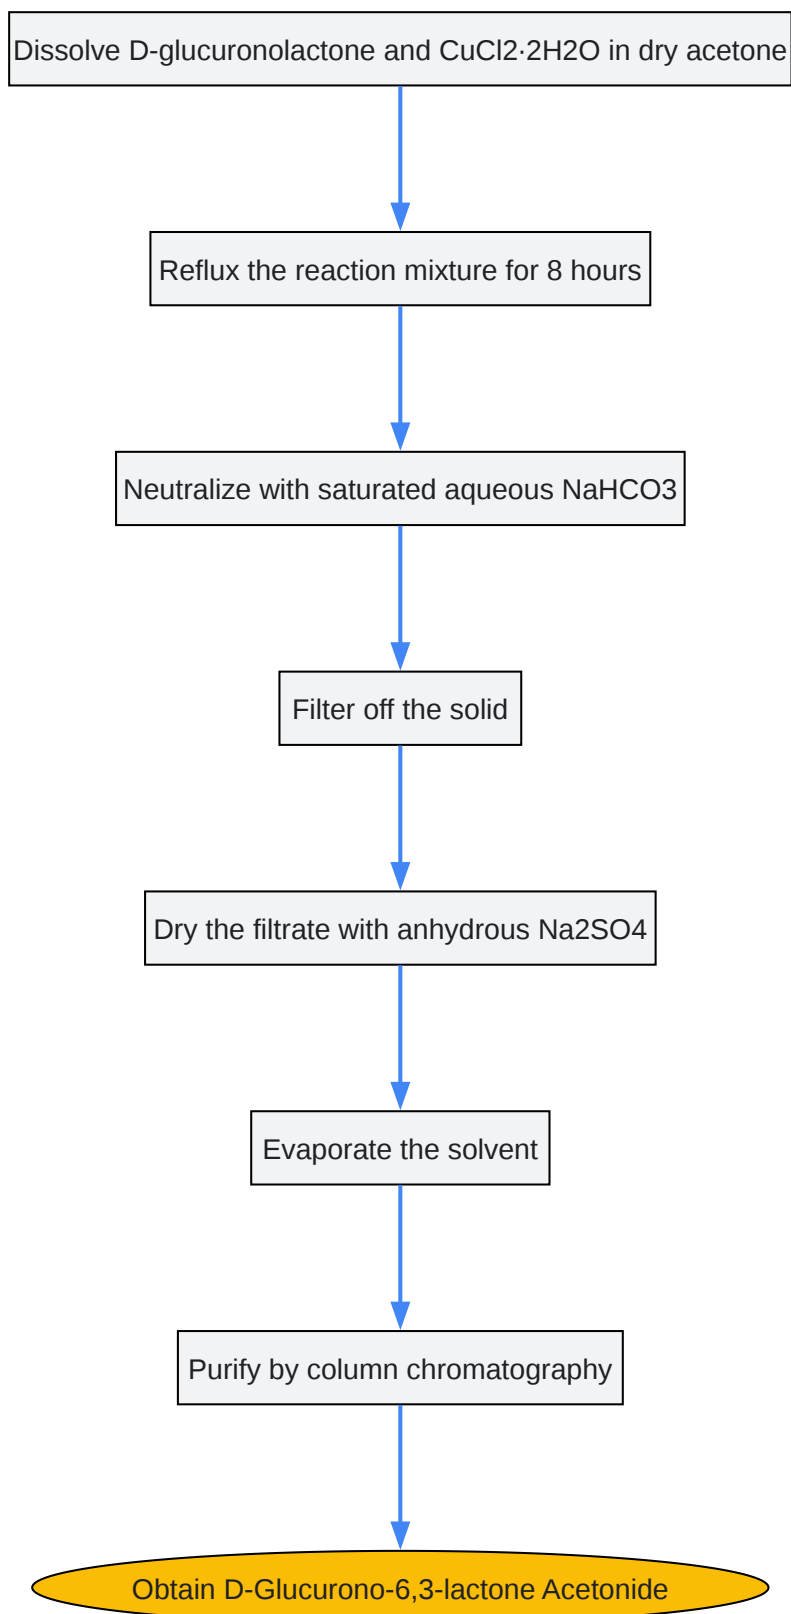 Dissolve D-glucuronolactone and CuCl2·2H2O in dry acetone
Reflux the reaction mixture for 8 hours
Neutralize with saturated aqueous NaHCO3
Filter off the solid
Dry the filtrate with anhydrous Na2SO4
Evaporate the solvent
Purify by column chromatography
Obtain D-Glucurono-6,3-lactone Acetonide